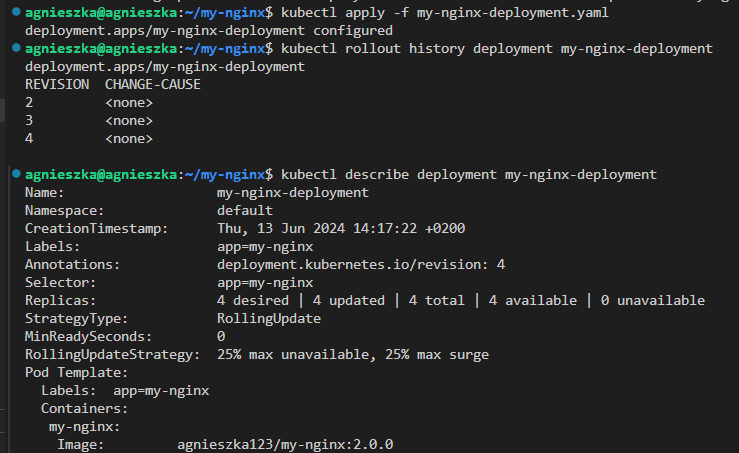 agnieszka@agnieszka:~/my-nginx$ kubectl apply -f my-nginx-deployment.yaml
deployment.apps/my-nginx-deployment configured
agnieszka@agnieszka:~/my-nginx$ kubectl rollout history deployment my-nginx-deployment
deployment.apps/my-nginx-deployment
REVISION  CHANGE-CAUSE
2         <none>
3         <none>
4         <none>
agnieszka@agnieszka:~/my-nginx$ kubectl describe deployment my-nginx-deployment
Name:                   my-nginx-deployment
Namespace:              default
CreationTimestamp:      Thu, 13 Jun 2024 14:17:22 +0200
Labels:                 app=my-nginx
Annotations:            deployment.kubernetes.io/revision: 4
Selector:               app=my-nginx
Replicas:               4 desired | 4 updated | 4 total | 4 available | 0 unavailable
StrategyType:           RollingUpdate
MinReadySeconds:        0
RollingUpdateStrategy:  25% max unavailable, 25% max surge
Pod Template:
  Labels:  app=my-nginx
  Containers:
   my-nginx:
    Image:        agnieszka123/my-nginx:2.0.0